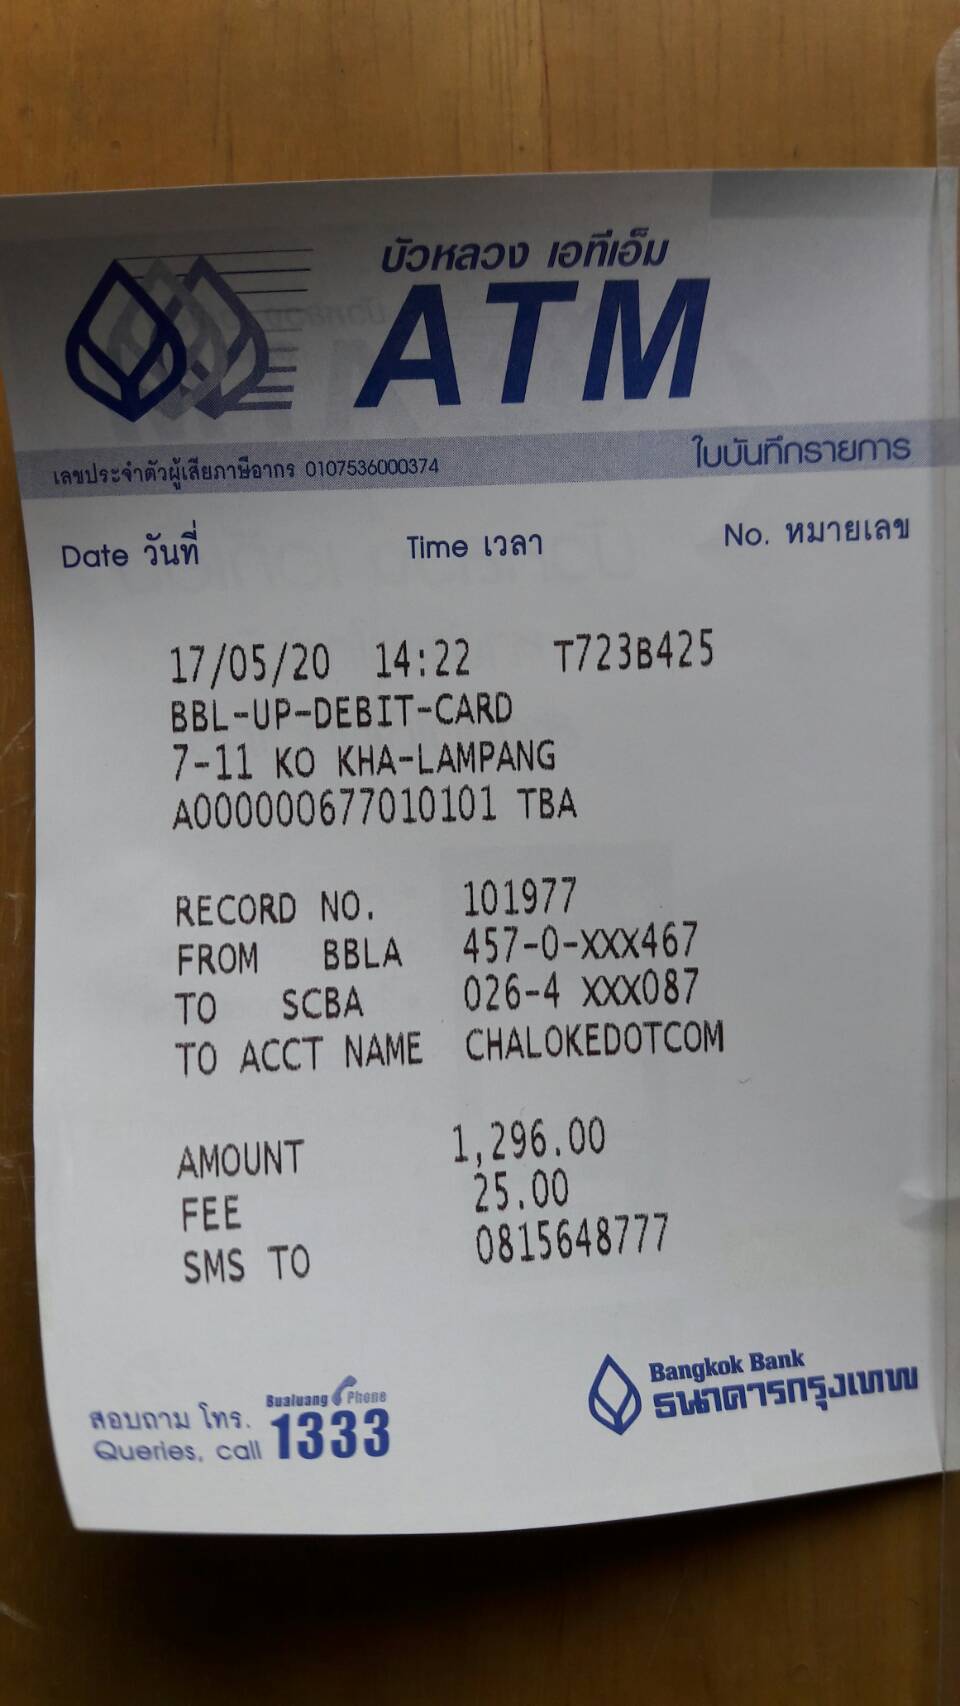 บัวหลวง เอทีเอ็ม
ATM
เลขประจำตัวผู้เสียภาษีอากร 0107536000374 ใบบันทึกรายการ
Date วันที่ Time เวลา No. หมายเลข
17/05/20 14:22 T723B425
BBL-UP-DEBIT-CARD
7-11 KO KHA-LAMPANG
A000000677010101 TBA
RECORD NO. 101977
FROM BBLA 457-0-XXX467
TO SCBA 026-4 XXX087
TO ACCT NAME CHALOKEDOTCOM
AMOUNT 1,296.00
FEE 25.00
SMS TO 0815648777
Bangkok Bank
ธนาคารกรุงเทพ
สอบถาม โทร. Bualuang Phone
Queries, call 1333